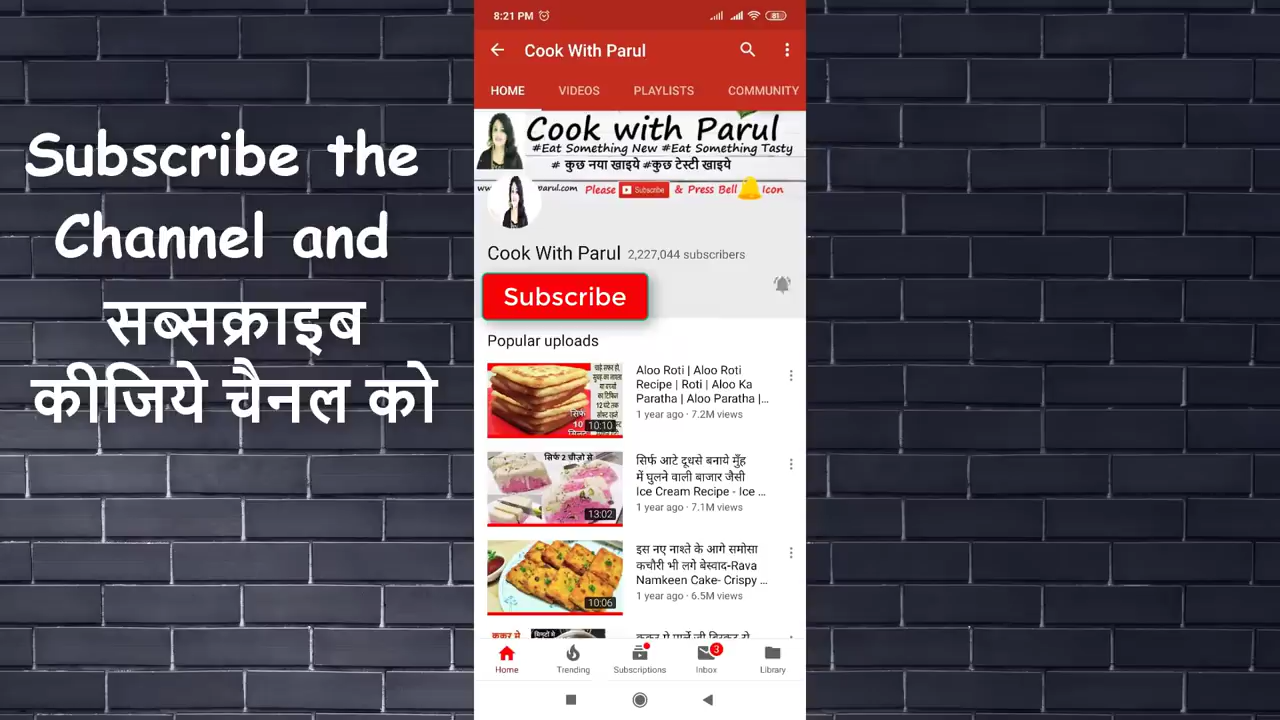 Subscribe the
Channel and
सब्सक्राइब
कीजिये चैनल को
8:21 PM
81
Cook With Parul
HOME VIDEOS PLAYLISTS COMMUNITY
Cook with Parul
#Eat Something New #Eat Something Tasty
# कुछ नया खाइये #कुछ टेस्टी खाइये
Please Subscribe & Press Bell Icon
Cook With Parul 2,227,044 subscribers
Subscribe
Popular uploads
Aloo Roti | Aloo Roti
Recipe | Roti | Aloo Ka
Paratha | Aloo Paratha |...
1 year ago · 7.2M views
सिर्फ
10
10:10
सिर्फ 2 चीज़ो से
13:02
सिर्फ आटे दूधसे बनाये मुँह
में घुलने वाली बाजार जैसी
Ice Cream Recipe - Ice ...
1 year ago · 7.1M views
10:06
इस नए नाश्ते के आगे समोसा
कचौरी भी लगे बेस्वाद-Rava
Namkeen Cake- Crispy ...
1 year ago · 6.5M views
Home Trending Subscriptions Inbox Library
3